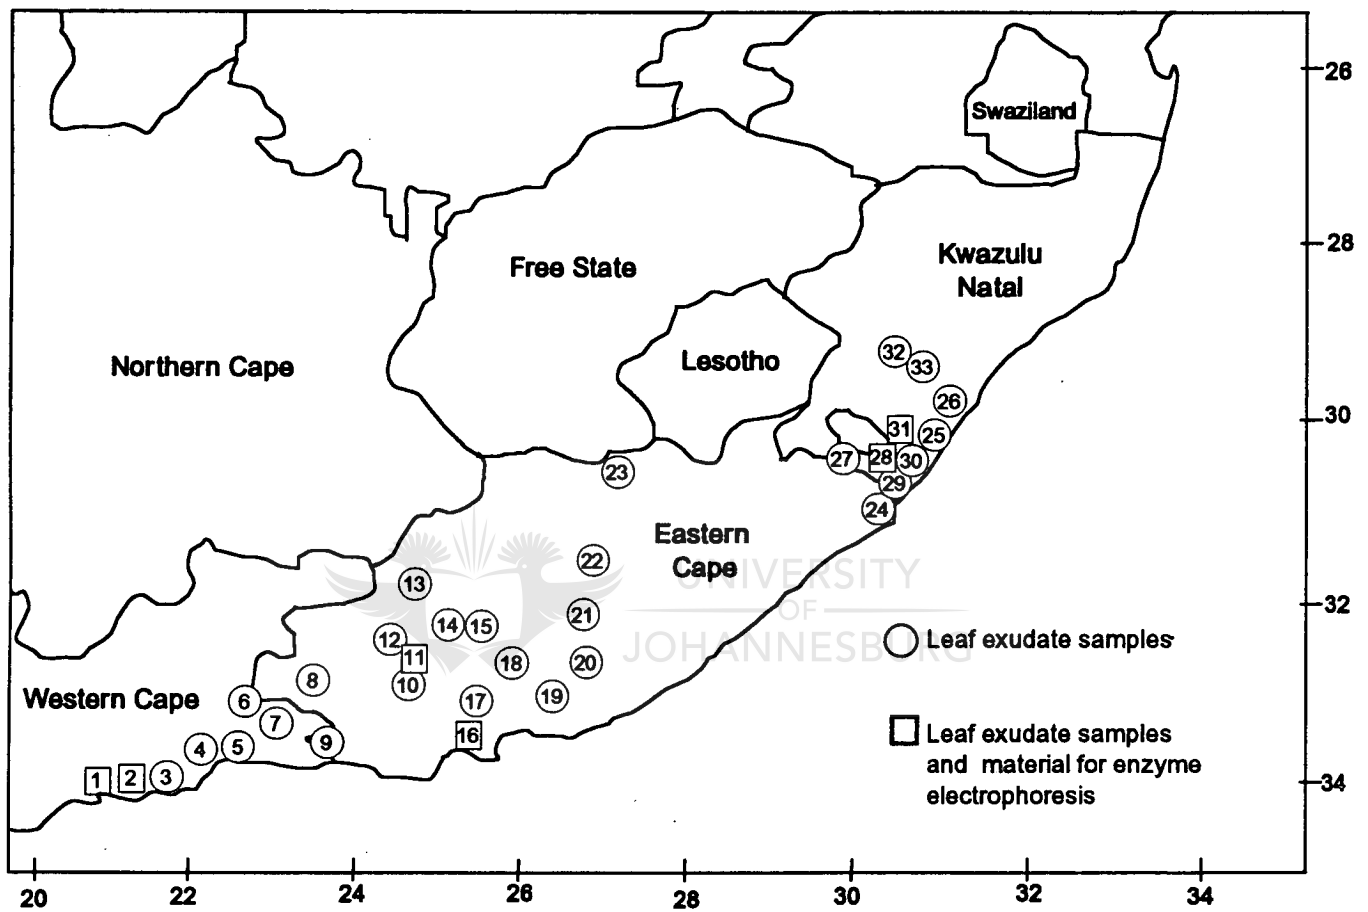 26
Swaziland
28
Kwazulu
Natal
Free State
Northern Cape
Lesotho
32
33
26
30
31
25
27
28
30
29
24
23
Eastern
Cape
22
13
21
UNIVERSITY
OF
JOHANNESBURG
32
14
15
12
11
18
20
10
8
Leaf exudate samples
Western Cape
6
7
17
19
16
9
4
5
Leaf exudate samples
and material for enzyme
electrophoresis
1
2
3
34
20
22
24
26
28
30
32
34